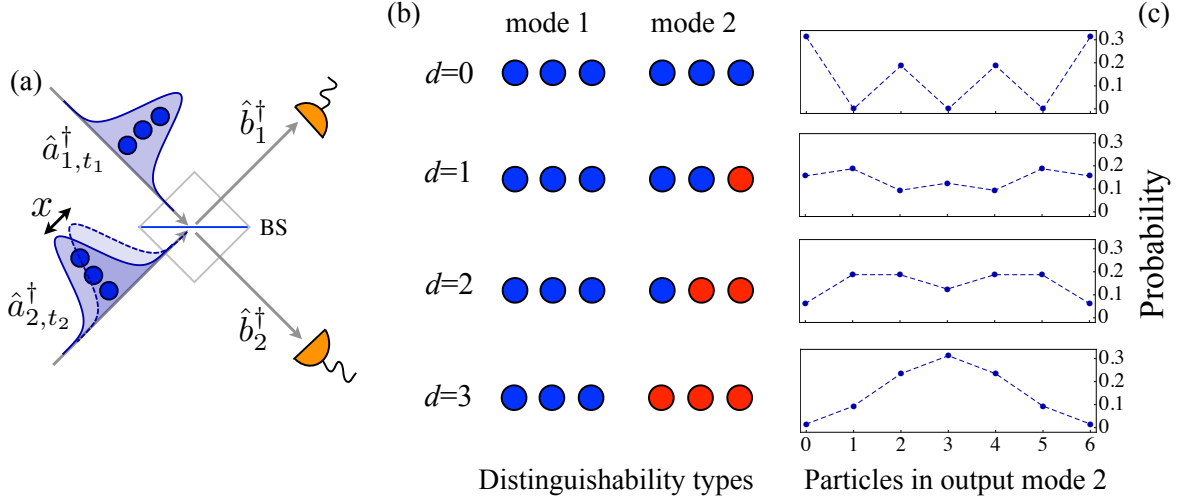 (a)
â†1,t1
x
â†2,t2
b̂†1
b̂†2
BS
(b)
mode 1 mode 2
d=0
d=1
d=2
d=3
Distinguishability types
(c)
0.3
0.2
0.1
0
0.3
0.2
0.1
0
0.3
0.2
0.1
0
0.3
0.2
0.1
0
0 1 2 3 4 5 6
Particles in output mode 2
Probability